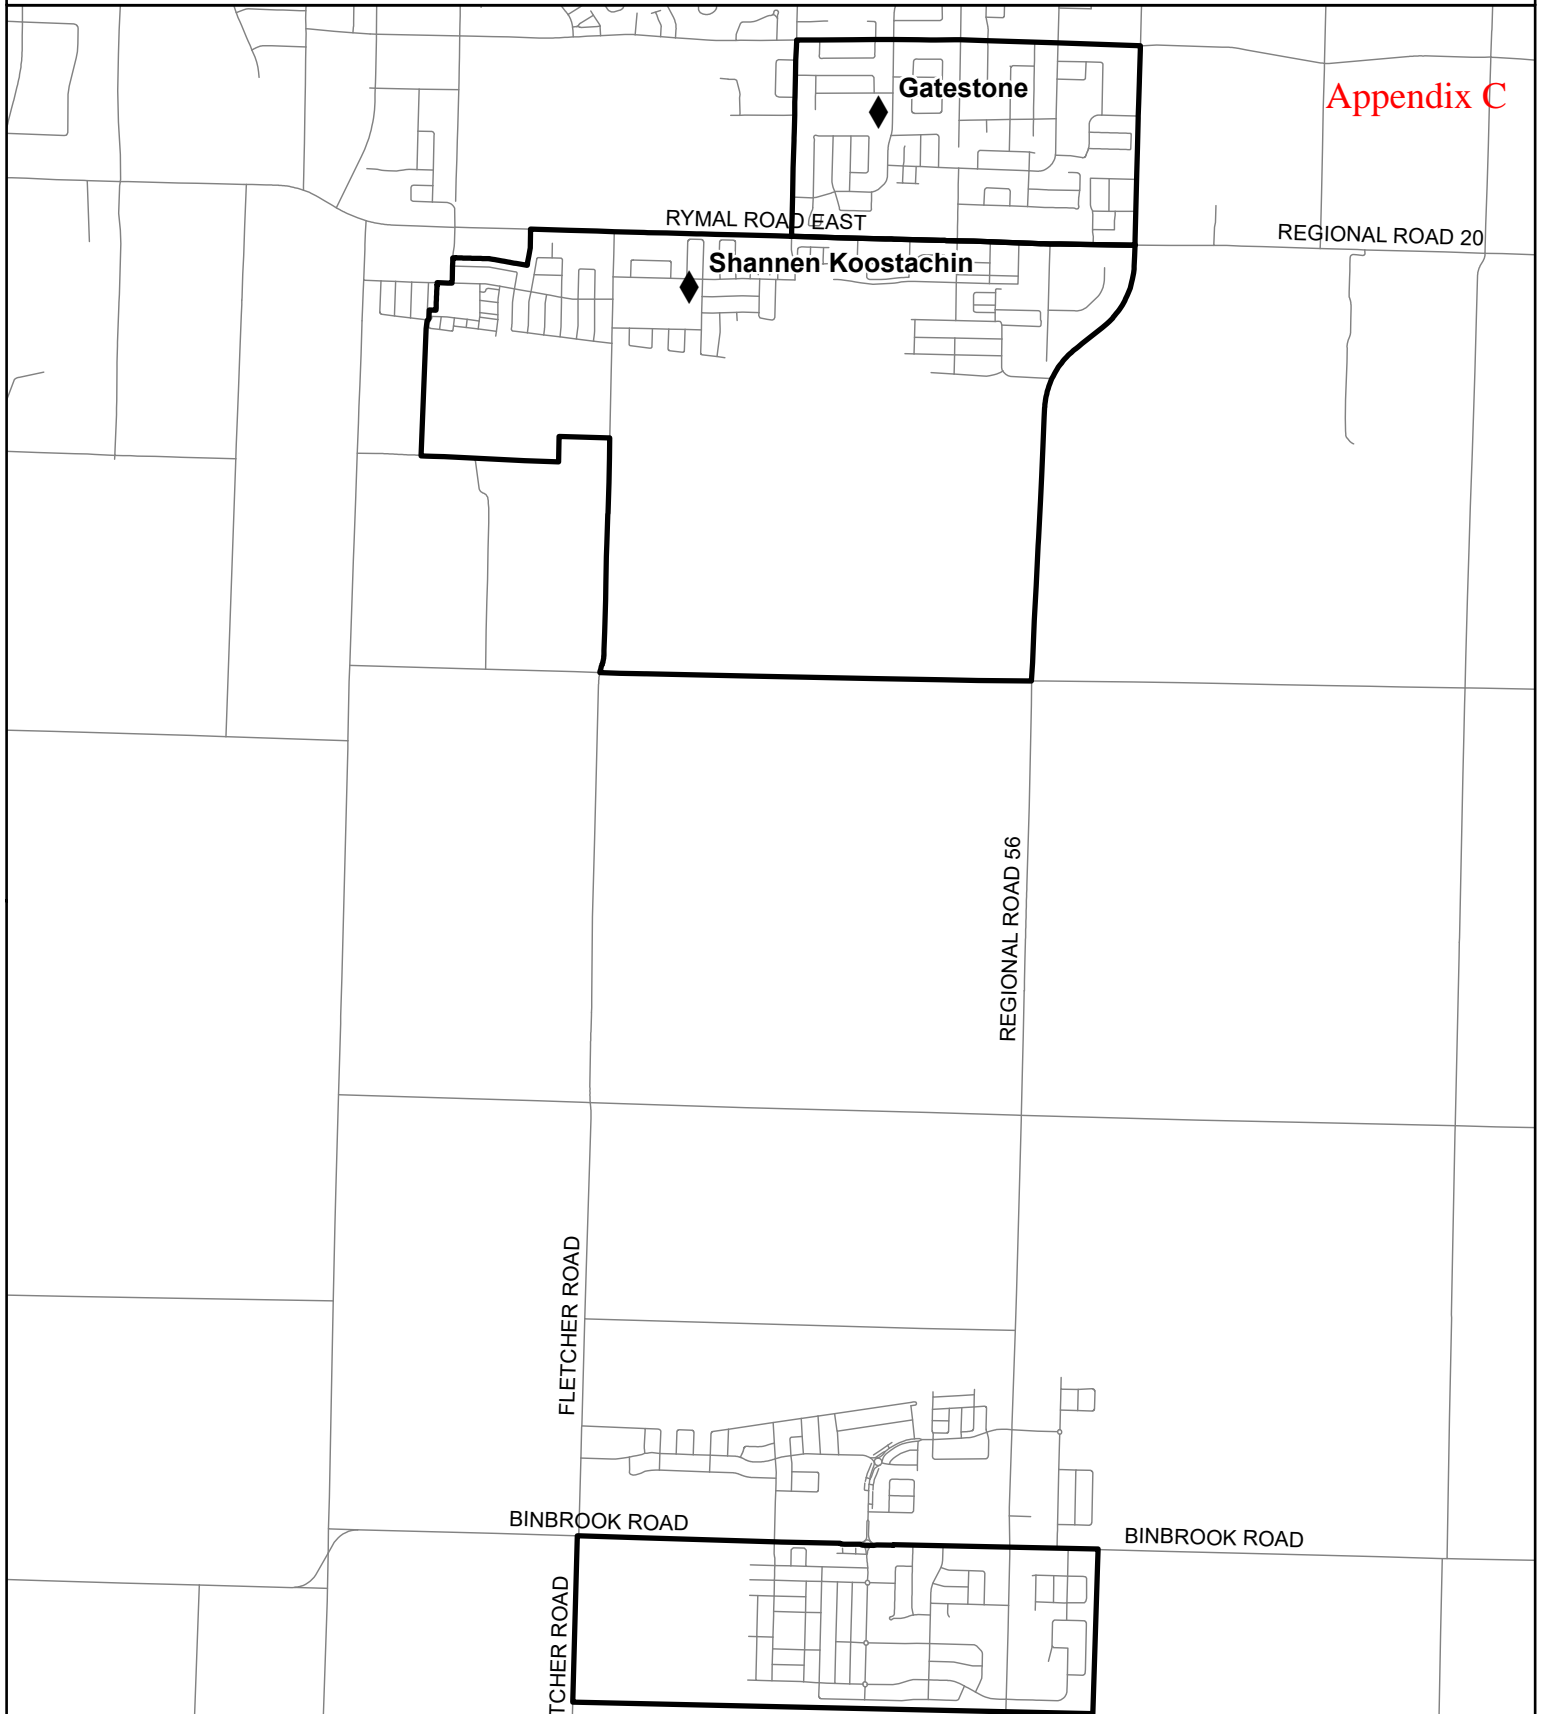 Gatestone
Appendix C
RYMAL ROAD EAST
REGIONAL ROAD 20
Shannen Koostachin
REGIONAL ROAD 56
FLETCHER ROAD
BINBROOK ROAD
BINBROOK ROAD
TCHER ROAD